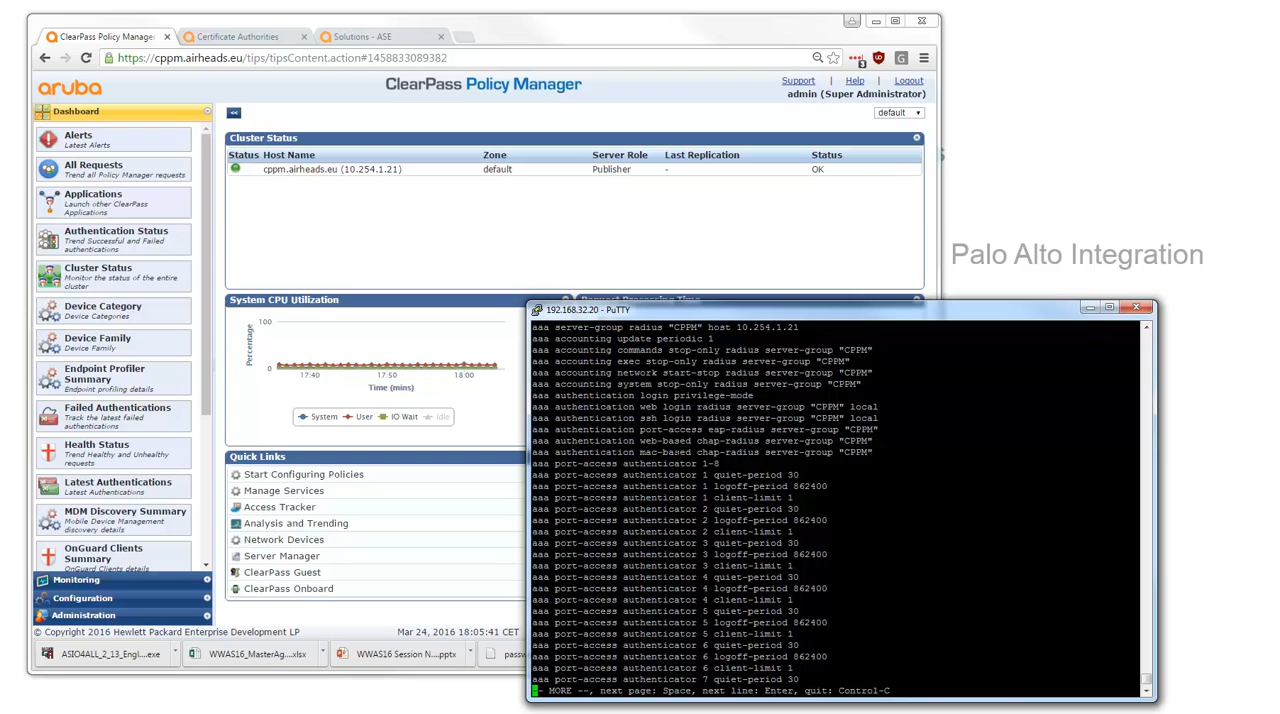 ClearPass Policy Manage
Certificate Authorities
Solutions - ASE
https://cppm.airheads.eu/tips/tipsContent.action#1458833089382
aruba
ClearPass Policy Manager
Support | Help | Logout
admin (Super Administrator)
Dashboard
default
Alerts
Latest Alerts
All Requests
Trend all Policy Manager requests
Applications
Launch other ClearPass
Applications
Authentication Status
Trend Successful and Failed
authentications
Cluster Status
Monitor the status of the entire
cluster
Device Category
Device Categories
Device Family
Device Family
Endpoint Profiler
Summary
Endpoint profiling details
Failed Authentications
Track the latest failed
authentications
Health Status
Trend Healthy and Unhealthy
requests
Latest Authentications
Latest Authentications
MDM Discovery Summary
Mobile Device Management
discovery details
OnGuard Clients
Summary
OnGuard Clients details
Monitoring
Configuration
Administration
Cluster Status
Status Host Name Zone Server Role Last Replication Status
cppm.airheads.eu (10.254.1.21) default Publisher - OK
System CPU Utilization
Request Processing Time
100
Percentage
0
17:40 17:50 18:00
Time (mins)
System User IO Wait Idle
Quick Links
Start Configuring Policies
Manage Services
Access Tracker
Analysis and Trending
Network Devices
Server Manager
ClearPass Guest
ClearPass Onboard
© Copyright 2016 Hewlett Packard Enterprise Development LP
Mar 24, 2016 18:05:41 CET
ASIO4ALL_2_13_Engl....exe
WWAS16_MasterAg....xlsx
WWAS16 Session N....pptx
passw
Palo Alto Integration
192.168.32.20 - PuTTY
aaa server-group radius "CPPM" host 10.254.1.21
aaa accounting update periodic 1
aaa accounting commands stop-only radius server-group "CPPM"
aaa accounting exec stop-only radius server-group "CPPM"
aaa accounting network start-stop radius server-group "CPPM"
aaa accounting system stop-only radius server-group "CPPM"
aaa authentication login privilege-mode
aaa authentication web login radius server-group "CPPM" local
aaa authentication ssh login radius server-group "CPPM" local
aaa authentication port-access eap-radius server-group "CPPM"
aaa authentication web-based chap-radius server-group "CPPM"
aaa authentication mac-based chap-radius server-group "CPPM"
aaa port-access authenticator 1-8
aaa port-access authenticator 1 quiet-period 30
aaa port-access authenticator 1 logoff-period 862400
aaa port-access authenticator 1 client-limit 1
aaa port-access authenticator 2 quiet-period 30
aaa port-access authenticator 2 logoff-period 862400
aaa port-access authenticator 2 client-limit 1
aaa port-access authenticator 3 quiet-period 30
aaa port-access authenticator 3 logoff-period 862400
aaa port-access authenticator 3 client-limit 1
aaa port-access authenticator 4 quiet-period 30
aaa port-access authenticator 4 logoff-period 862400
aaa port-access authenticator 4 client-limit 1
aaa port-access authenticator 5 quiet-period 30
aaa port-access authenticator 5 logoff-period 862400
aaa port-access authenticator 5 client-limit 1
aaa port-access authenticator 6 quiet-period 30
aaa port-access authenticator 6 logoff-period 862400
aaa port-access authenticator 6 client-limit 1
aaa port-access authenticator 7 quiet-period 30
-- MORE --, next page: Space, next line: Enter, quit: Control-C